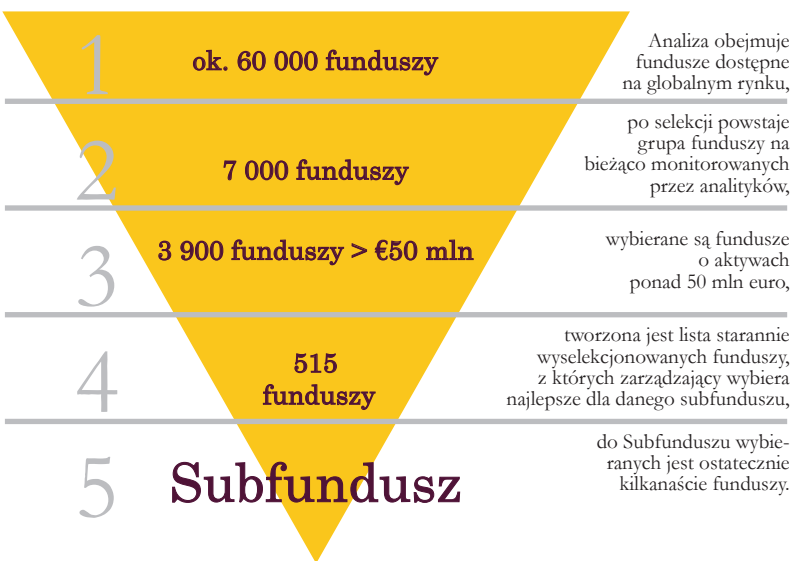 1
ok. 60 000 funduszy
Analiza obejmuje
fundusze dostępne
na globalnym rynku,
2
7 000 funduszy
po selekcji powstaje
grupa funduszy na
bieżąco monitorowanych
przez analityków,
3
3 900 funduszy > €50 mln
wybierane są fundusze
o aktywach
ponad 50 mln euro,
4
515
funduszy
tworzona jest lista starannie
wyselekcjonowanych funduszy,
z których zarządzający wybiera
najlepsze dla danego subfunduszu,
5
Subfundusz
do Subfunduszu wybie-
ranych jest ostatecznie
kilkanaście funduszy.